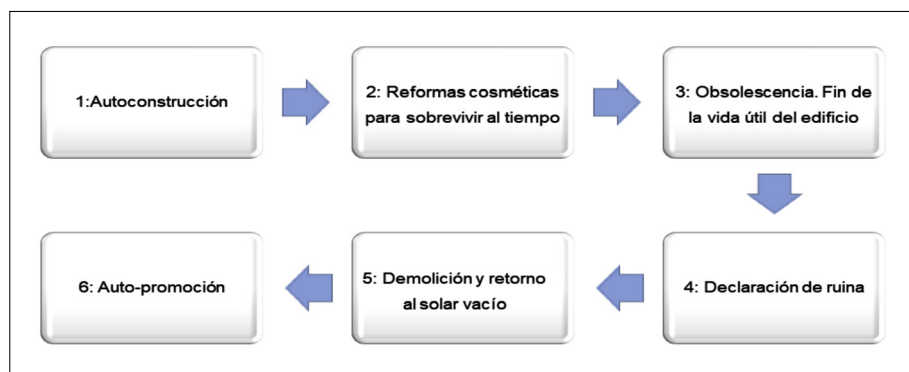 1:Autoconstrucción
2: Reformas cosméticas
para sobrevivir al tiempo
3: Obsolescencia. Fin de
la vida útil del edificio
4: Declaración de ruina
5: Demolición y retorno
al solar vacío
6: Auto-promoción